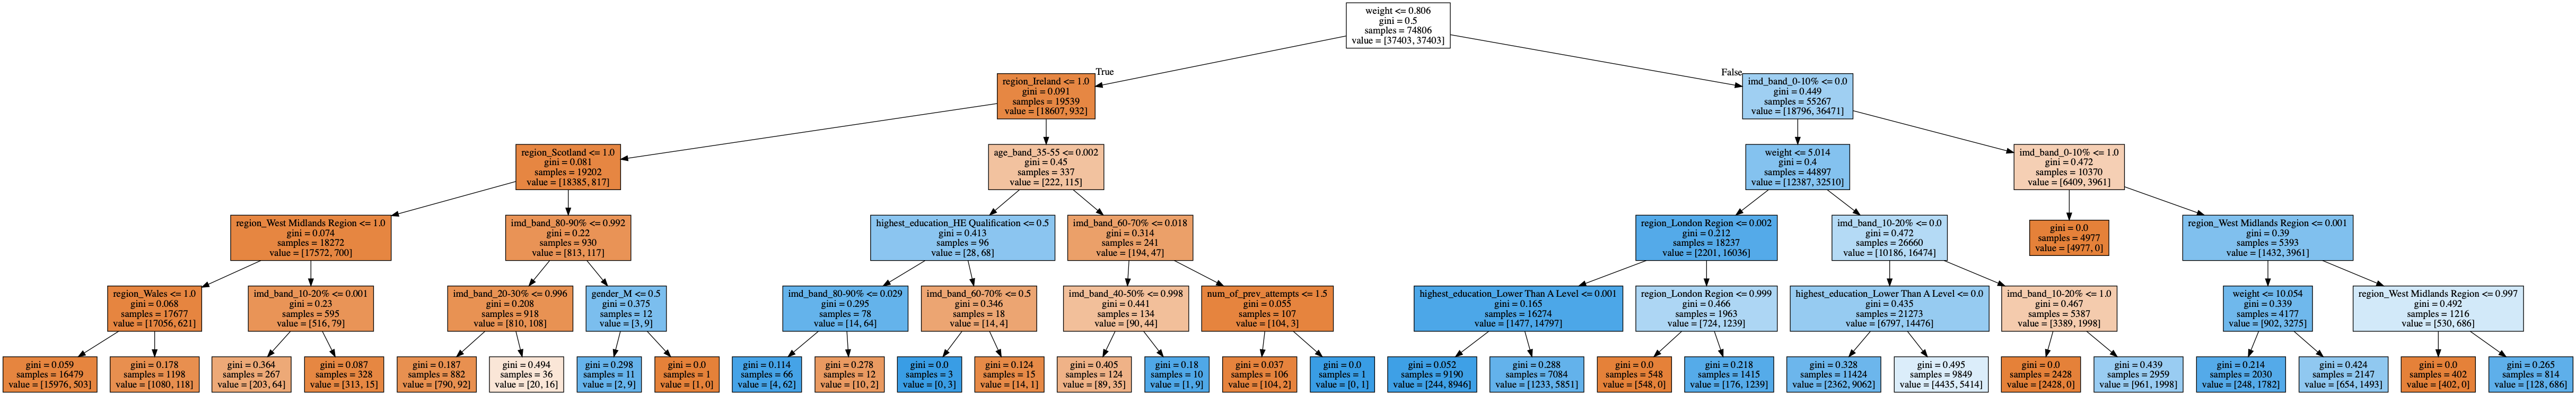 weight <= 0.806
gini = 0.5
samples = 74806
value = [37403, 37403]
True
False
region_Ireland <= 1.0
gini = 0.091
samples = 19539
value = [18607, 932]
imd_band_0-10% <= 0.0
gini = 0.449
samples = 55267
value = [18796, 36471]
region_Scotland <= 1.0
gini = 0.081
samples = 19202
value = [18385, 817]
age_band_35-55 <= 0.002
gini = 0.45
samples = 337
value = [222, 115]
weight <= 5.014
gini = 0.4
samples = 44897
value = [12387, 32510]
imd_band_0-10% <= 1.0
gini = 0.472
samples = 10370
value = [6409, 3961]
region_West Midlands Region <= 1.0
gini = 0.074
samples = 18272
value = [17572, 700]
imd_band_80-90% <= 0.992
gini = 0.22
samples = 930
value = [813, 117]
highest_education_HE Qualification <= 0.5
gini = 0.413
samples = 96
value = [28, 68]
imd_band_60-70% <= 0.018
gini = 0.314
samples = 241
value = [194, 47]
region_London Region <= 0.002
gini = 0.212
samples = 18237
value = [2201, 16036]
imd_band_10-20% <= 0.0
gini = 0.472
samples = 26660
value = [10186, 16474]
gini = 0.0
samples = 4977
value = [4977, 0]
region_West Midlands Region <= 0.001
gini = 0.39
samples = 5393
value = [1432, 3961]
region_Wales <= 1.0
gini = 0.068
samples = 17677
value = [17056, 621]
imd_band_10-20% <= 0.001
gini = 0.23
samples = 595
value = [516, 79]
imd_band_20-30% <= 0.996
gini = 0.208
samples = 918
value = [810, 108]
gender_M <= 0.5
gini = 0.375
samples = 12
value = [3, 9]
imd_band_80-90% <= 0.029
gini = 0.295
samples = 78
value = [14, 64]
imd_band_60-70% <= 0.5
gini = 0.346
samples = 18
value = [14, 4]
imd_band_40-50% <= 0.998
gini = 0.441
samples = 134
value = [90, 44]
num_of_prev_attempts <= 1.5
gini = 0.055
samples = 107
value = [104, 3]
highest_education_Lower Than A Level <= 0.001
gini = 0.165
samples = 16274
value = [1477, 14797]
region_London Region <= 0.999
gini = 0.466
samples = 1963
value = [724, 1239]
highest_education_Lower Than A Level <= 0.0
gini = 0.435
samples = 21273
value = [6797, 14476]
imd_band_10-20% <= 1.0
gini = 0.467
samples = 5387
value = [3389, 1998]
weight <= 10.054
gini = 0.339
samples = 4177
value = [902, 3275]
region_West Midlands Region <= 0.997
gini = 0.492
samples = 1216
value = [530, 686]
gini = 0.059
samples = 16479
value = [15976, 503]
gini = 0.178
samples = 1198
value = [1080, 118]
gini = 0.364
samples = 267
value = [203, 64]
gini = 0.087
samples = 328
value = [313, 15]
gini = 0.187
samples = 882
value = [790, 92]
gini = 0.494
samples = 36
value = [20, 16]
gini = 0.298
samples = 11
value = [2, 9]
gini = 0.0
samples = 1
value = [1, 0]
gini = 0.114
samples = 66
value = [4, 62]
gini = 0.278
samples = 12
value = [10, 2]
gini = 0.0
samples = 3
value = [0, 3]
gini = 0.124
samples = 15
value = [14, 1]
gini = 0.405
samples = 124
value = [89, 35]
gini = 0.18
samples = 10
value = [1, 9]
gini = 0.037
samples = 106
value = [104, 2]
gini = 0.0
samples = 1
value = [0, 1]
gini = 0.052
samples = 9190
value = [244, 8946]
gini = 0.288
samples = 7084
value = [1233, 5851]
gini = 0.0
samples = 548
value = [548, 0]
gini = 0.218
samples = 1415
value = [176, 1239]
gini = 0.328
samples = 11424
value = [2362, 9062]
gini = 0.495
samples = 9849
value = [4435, 5414]
gini = 0.0
samples = 2428
value = [2428, 0]
gini = 0.439
samples = 2959
value = [961, 1998]
gini = 0.214
samples = 2030
value = [248, 1782]
gini = 0.424
samples = 2147
value = [654, 1493]
gini = 0.0
samples = 402
value = [402, 0]
gini = 0.265
samples = 814
value = [128, 686]